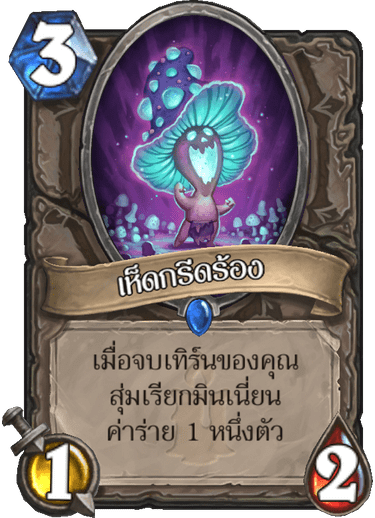 3
เห็ดกรีดร้อง
เมื่อจบเทิร์นของคุณ
สุ่มเรียกมินเนี่ยน
ค่าร่าย 1 หนึ่งตัว
1
2